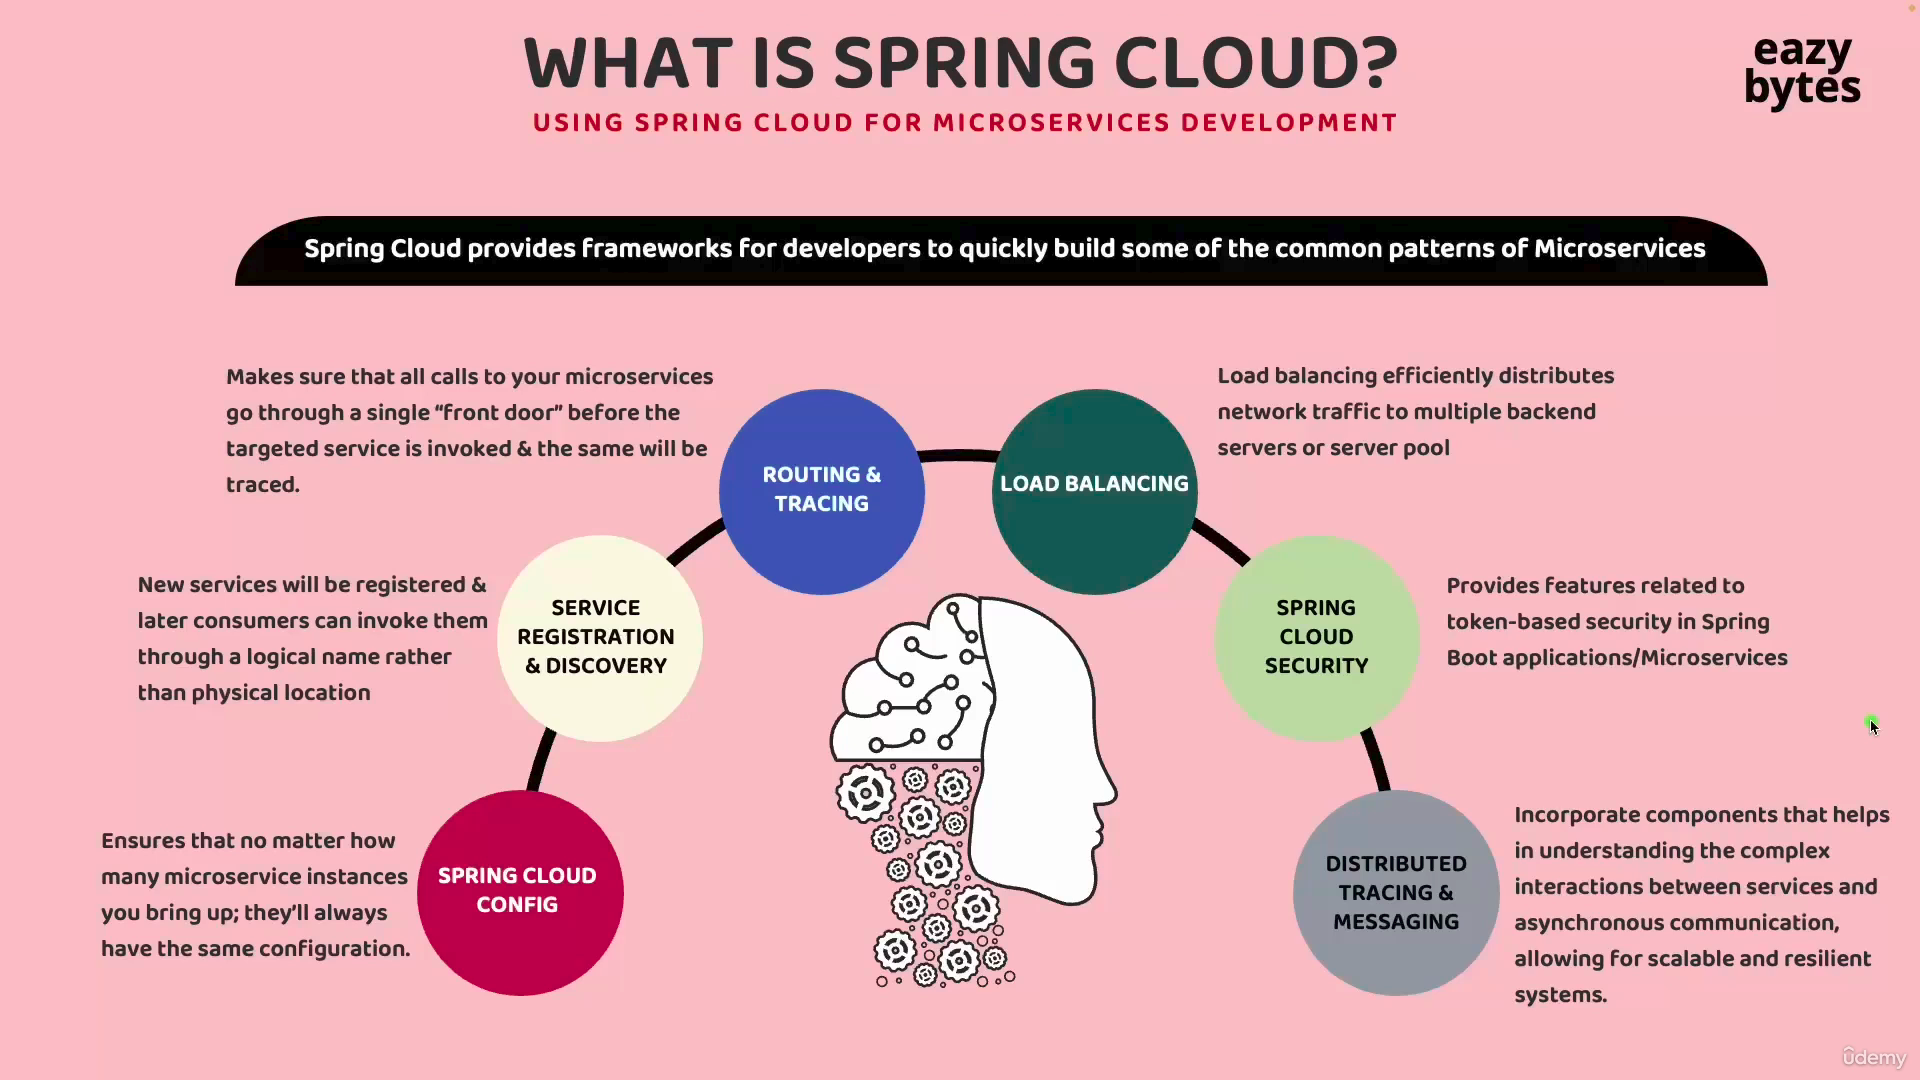 WHAT IS SPRING CLOUD?
USING SPRING CLOUD FOR MICROSERVICES DEVELOPMENT
eazy
bytes
Spring Cloud provides frameworks for developers to quickly build some of the common patterns of Microservices
Makes sure that all calls to your microservices
go through a single “front door” before the
targeted service is invoked & the same will be
traced.
ROUTING &
TRACING
LOAD BALANCING
Load balancing efficiently distributes
network traffic to multiple backend
servers or server pool
New services will be registered &
later consumers can invoke them
through a logical name rather
than physical location
SERVICE
REGISTRATION
& DISCOVERY
SPRING
CLOUD
SECURITY
Provides features related to
token-based security in Spring
Boot applications/Microservices
Ensures that no matter how
many microservice instances
you bring up; they’ll always
have the same configuration.
SPRING CLOUD
CONFIG
DISTRIBUTED
TRACING &
MESSAGING
Incorporate components that helps
in understanding the complex
interactions between services and
asynchronous communication,
allowing for scalable and resilient
systems.
ûdemy